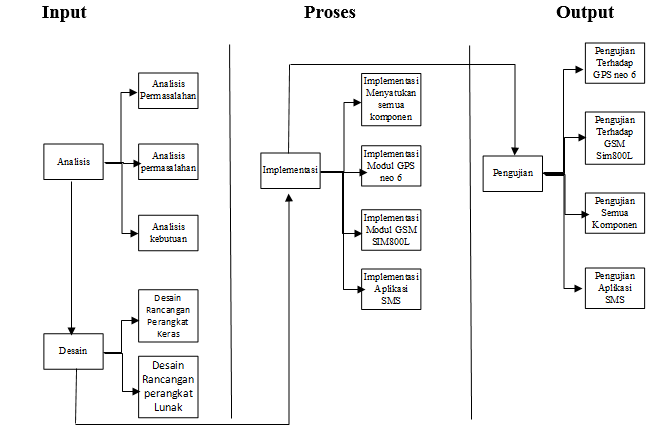 Input
Proses
Output
Analisis
Analisis
Permasalahan
Analisis
permasalahan
Analisis
kebutuan
Desain
Desain
Rancangan
Perangkat
Keras
Desain
Rancangan
perangkat
Lunak
Implementasi
Implementasi
Menyatukan
semua
komponen
Implementasi
Modul GPS
neo 6
Implementasi
Modul GSM
SIM800L
Implementasi
Aplikasi
SMS
Pengujian
Pengujian
Terhadap
GPS neo 6
Pengujian
Terhadap
GSM
Sim800L
Pengujian
Semua
Komponen
Pengujian
Aplikasi
SMS